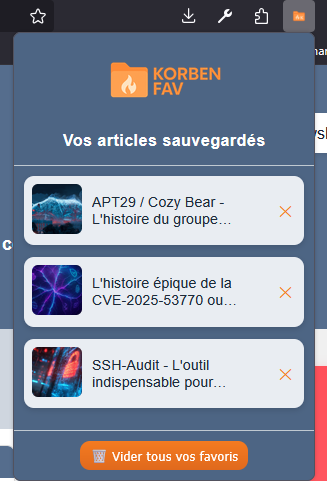 KORBEN
FAV
Vos articles sauvegardés
APT29 / Cozy Bear -
L'histoire du groupe...
L'histoire épique de la
CVE-2025-53770 ou...
SSH-Audit - L'outil
indispensable pour...
Vider tous vos favoris